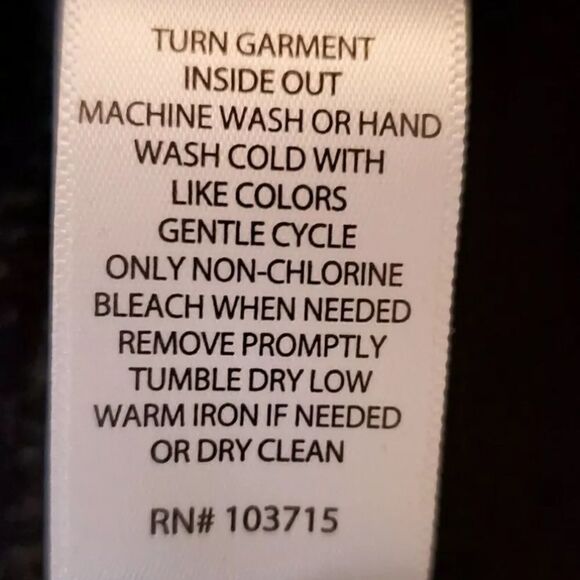 TURN GARMENT
INSIDE OUT
MACHINE WASH OR HAND
WASH COLD WITH
LIKE COLORS
GENTLE CYCLE
ONLY NON-CHLORINE
BLEACH WHEN NEEDED
REMOVE PROMPTLY
TUMBLE DRY LOW
WARM IRON IF NEEDED
OR DRY CLEAN
RN# 103715